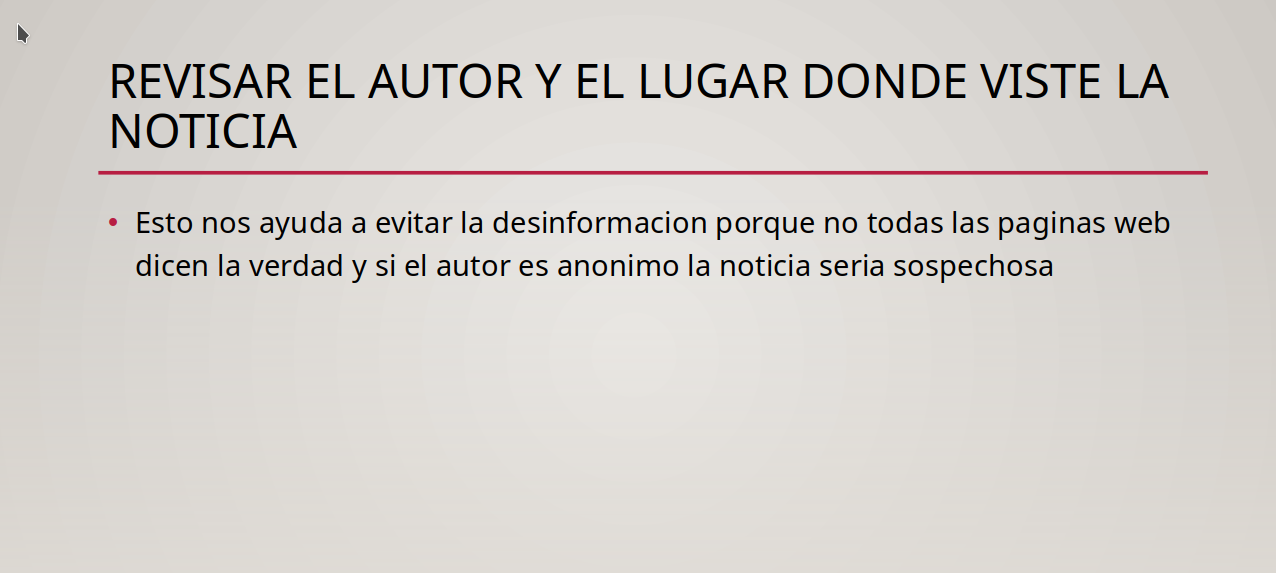 REVISAR EL AUTOR Y EL LUGAR DONDE VISTE LA
NOTICIA
• Esto nos ayuda a evitar la desinformacion porque no todas las paginas web
dicen la verdad y si el autor es anonimo la noticia seria sospechosa